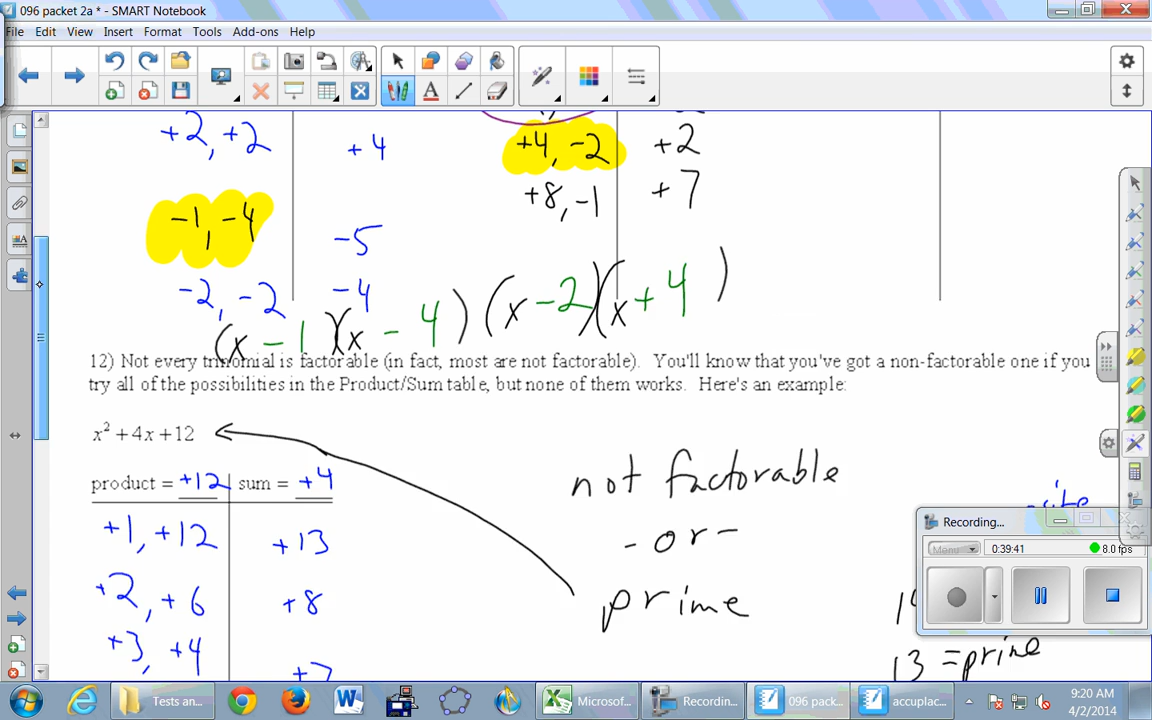 096 packet 2a * - SMART Notebook
File Edit View Insert Format Tools Add-ons Help
+2, +2
+4
+4, -2
+2
+8, -1
+7
-1, -4
-5
-2, -2
-4
(x - 1)(x - 4)
(x - 2)(x + 4)
12) Not every trinomial is factorable (in fact, most are not factorable). You'll know that you've got a non-factorable one if you
try all of the possibilities in the Product/Sum table, but none of them works. Here's an example:
x² + 4x + 12
product = +12 sum = +4
+1, +12
+13
+2, +6
+8
+3, +4
+7
not factorable
- or -
prime
13 = prime
Recording...
Menu
0:39:41
8.0 fps
Tests an...
Microsof...
Recordin...
096 pack...
accuplac...
9:20 AM
4/2/2014